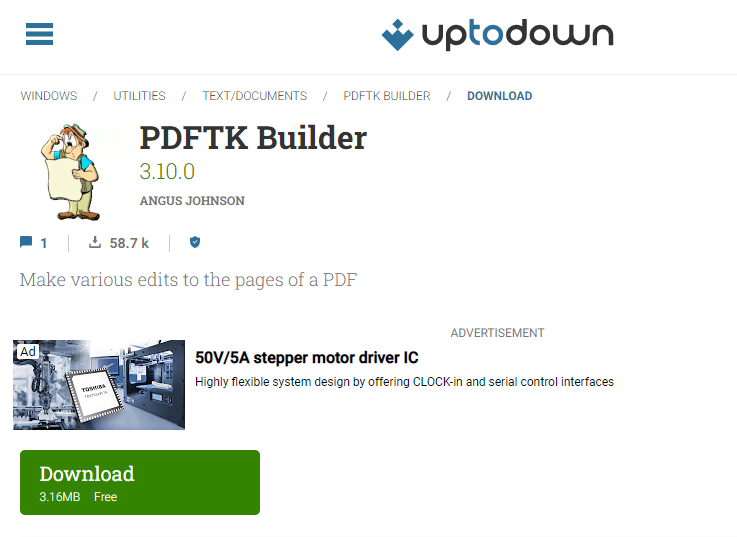 uptodown
WINDOWS / UTILITIES / TEXT/DOCUMENTS / PDFTK BUILDER / DOWNLOAD
PDFTK Builder
3.10.0
ANGUS JOHNSON
1 58.7 k
Make various edits to the pages of a PDF
ADVERTISEMENT
Ad
TOSHIBA
50V/5A stepper motor driver IC
Highly flexible system design by offering CLOCK-in and serial control interfaces
Download
3.16MB Free